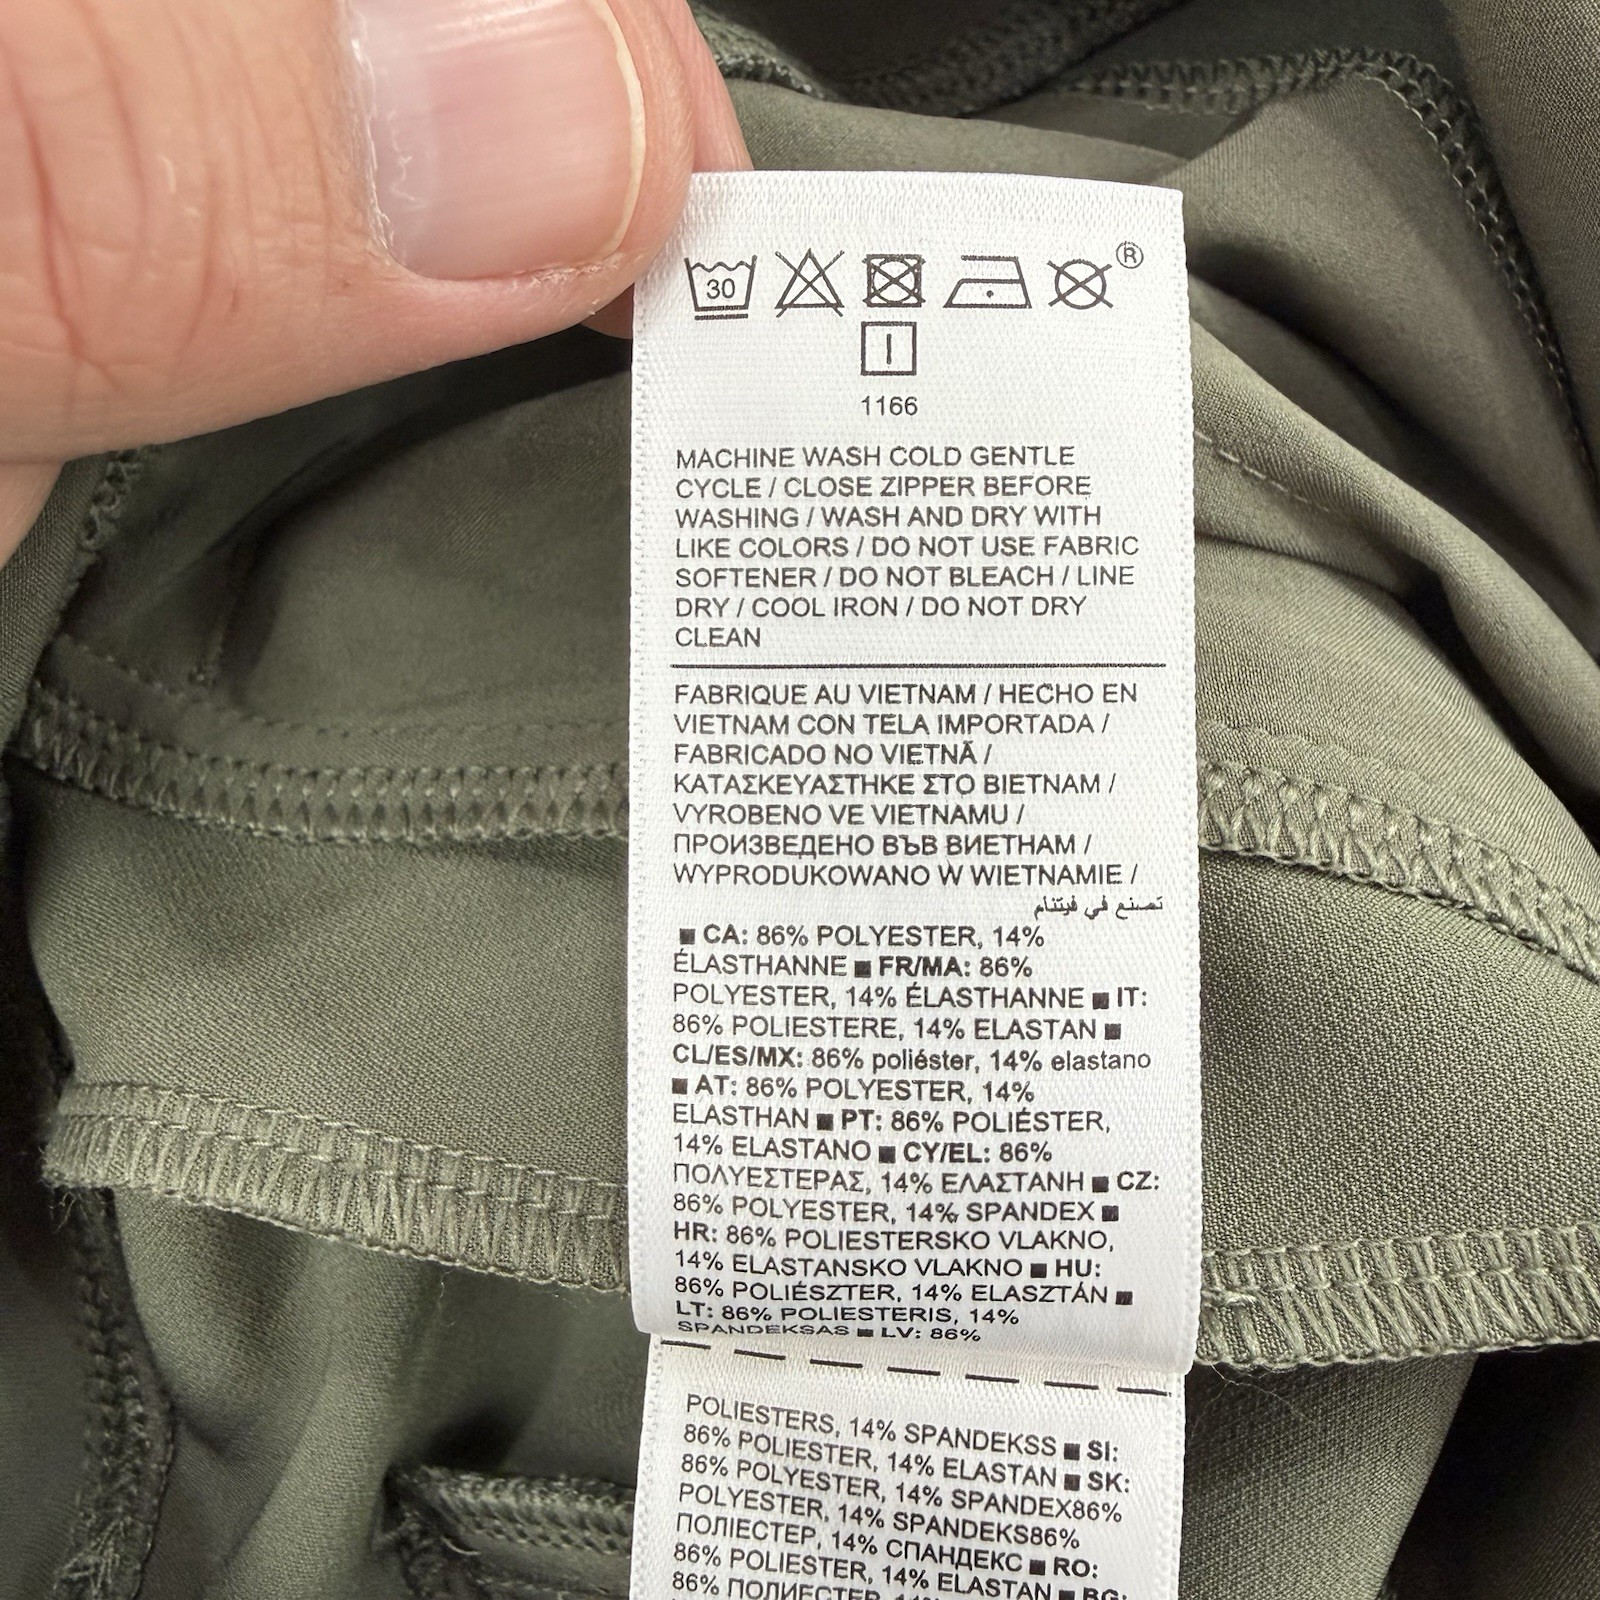 30
®
1166
MACHINE WASH COLD GENTLE
CYCLE / CLOSE ZIPPER BEFORE
WASHING / WASH AND DRY WITH
LIKE COLORS / DO NOT USE FABRIC
SOFTENER / DO NOT BLEACH / LINE
DRY / COOL IRON / DO NOT DRY
CLEAN
FABRIQUE AU VIETNAM / HECHO EN
VIETNAM CON TELA IMPORTADA /
FABRICADO NO VIETNÃ /
ΚΑΤΑΣΚΕΥΑΣΤΗΚΕ ΣΤΟ ΒΙΕΤΝΑΜ /
VYROBENO VE VIETNAMU /
ПРОИЗВЕДЕНО ВЪВ ВИЕТНАМ /
WYPRODUKOWANO W WIETNAMIE /
تصنع في فيتنام
■ CA: 86% POLYESTER, 14%
ÉLASTHANNE ■ FR/MA: 86%
POLYESTER, 14% ÉLASTHANNE ■ IT:
86% POLIESTERE, 14% ELASTAN ■
CL/ES/MX: 86% poliéster, 14% elastano
■ AT: 86% POLYESTER, 14%
ELASTHAN ■ PT: 86% POLIÉSTER,
14% ELASTANO ■ CY/EL: 86%
ΠΟΛΥΕΣΤΕΡΑΣ, 14% ΕΛΑΣΤΑΝΗ ■ CZ:
86% POLYESTER, 14% SPANDEX ■
HR: 86% POLIESTERSKO VLAKNO,
14% ELASTANSKO VLAKNO ■ HU:
86% POLIÉSZTER, 14% ELASZTÁN ■
LT: 86% POLIESTERIS, 14%
SPANDEKSAS ■ LV: 86%
POLIESTERS, 14% SPANDEKSS ■ SI:
86% POLIESTER, 14% ELASTAN ■ SK:
86% POLYESTER, 14% SPANDEX86%
POLYESTER, 14% SPANDEKS86%
ПОЛІЕСТЕР, 14% СПАНДЕКС ■ RO:
86% POLIESTER, 14% ELASTAN ■ BG:
86% ПОЛИЕСТЕР, 14%